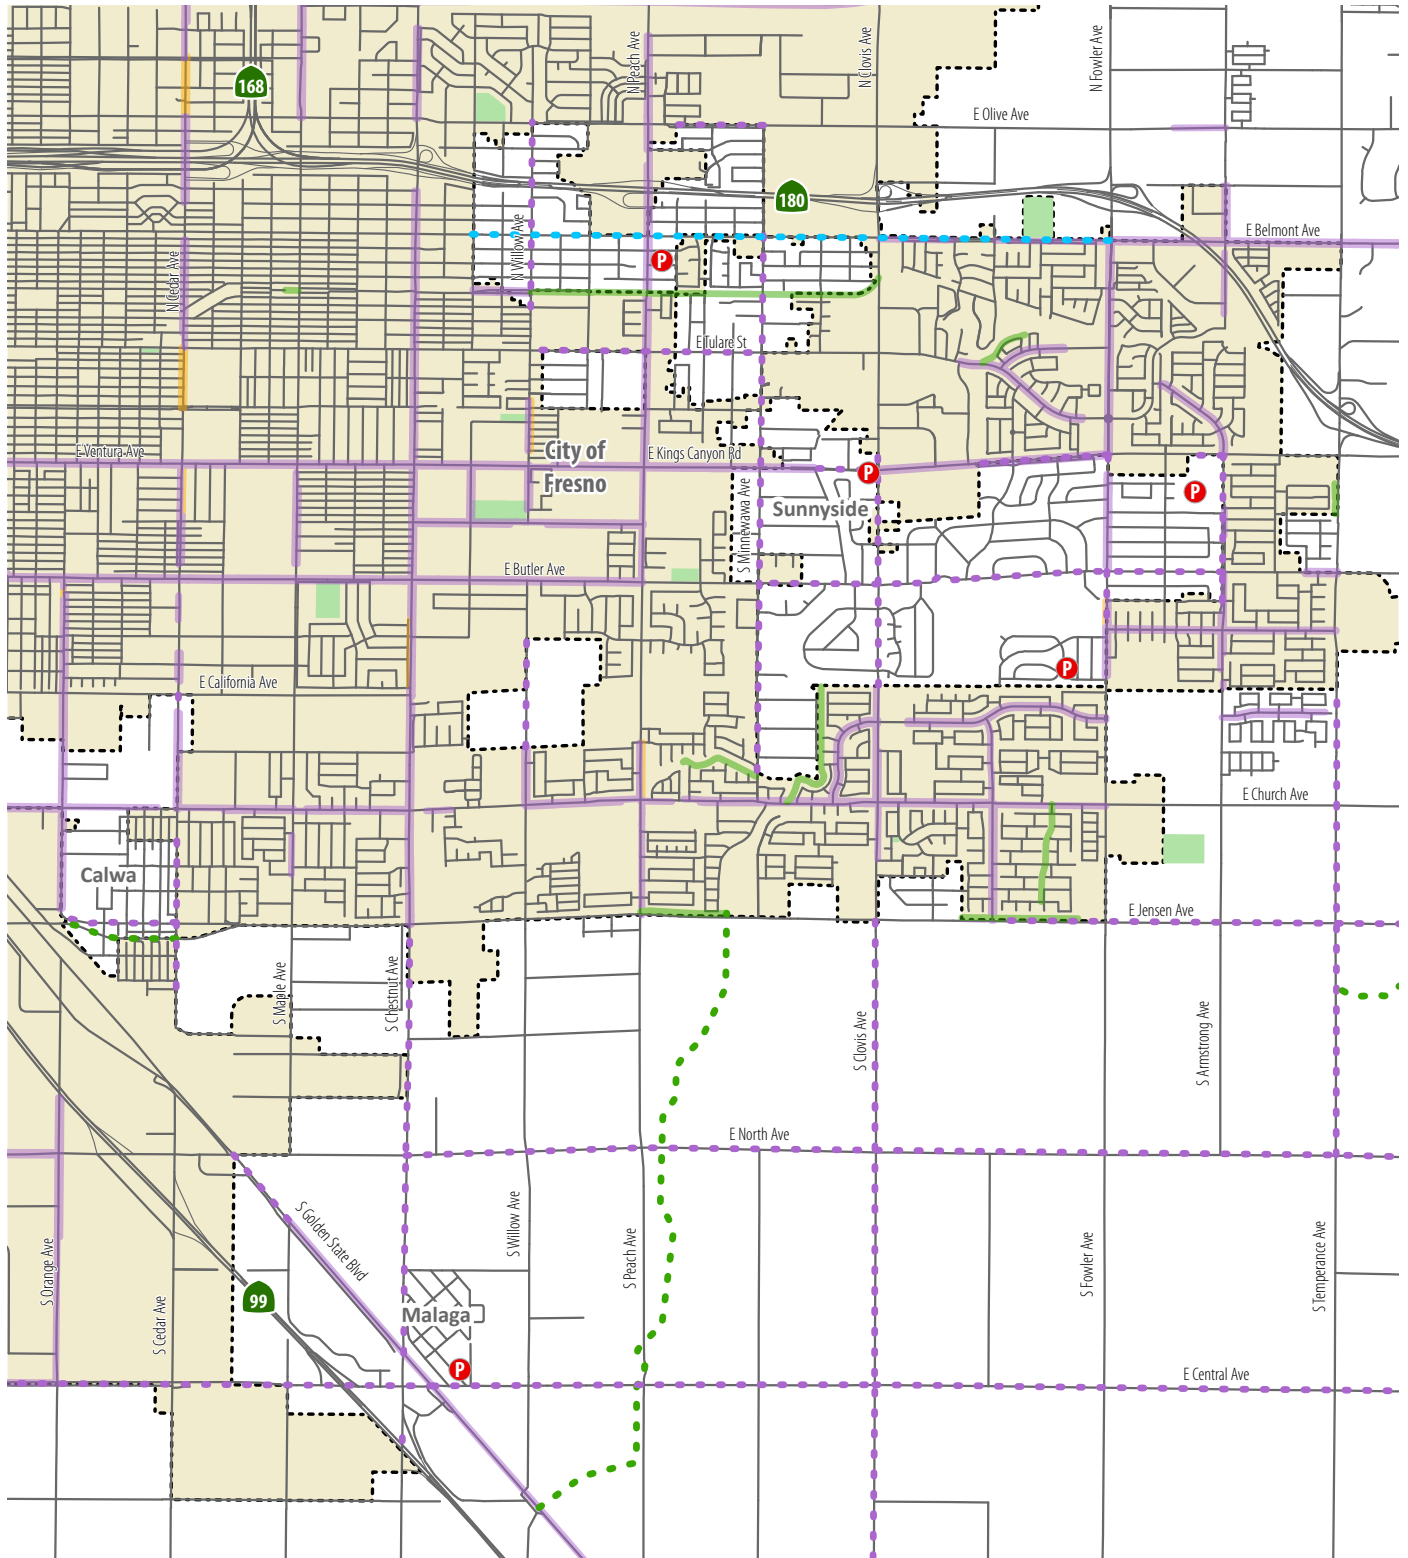 N Peach Ave
N Clovis Ave
N Fowler Ave
168
E Olive Ave
180
N Willow Ave
E Belmont Ave
P
N Cedar Ave
E Tulare St
E Ventura Ave
City of
Fresno
E Kings Canyon Rd
P
P
S Minnewawa Ave
Sunnyside
E Butler Ave
P
E California Ave
E Church Ave
Calwa
E Jensen Ave
S Maple Ave
S Chestnut Ave
S Clovis Ave
S Armstrong Ave
E North Ave
S Golden State Blvd
S Willow Ave
S Peach Ave
S Fowler Ave
S Temperance Ave
S Orange Ave
99
S Cedar Ave
Malaga
P
E Central Ave